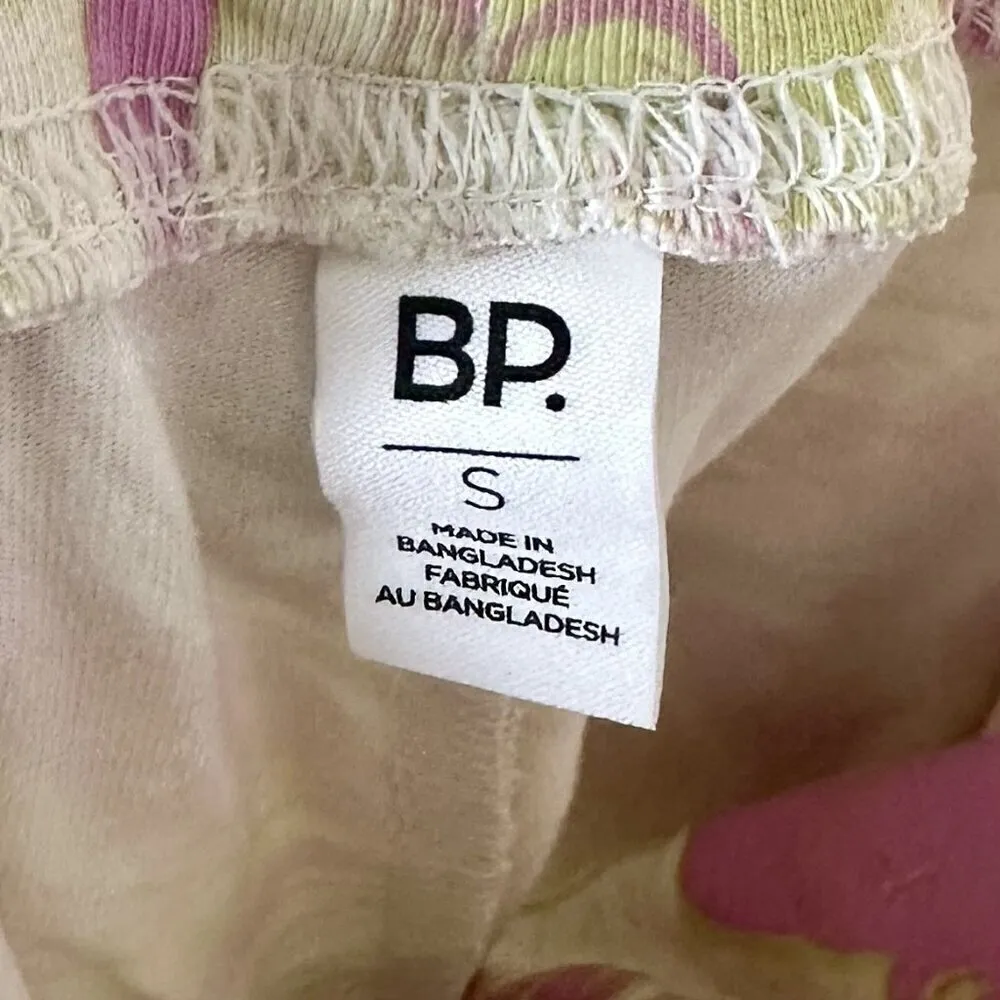 BP.
S
MADE IN
BANGLADESH
FABRIQUÉ
AU BANGLADESH